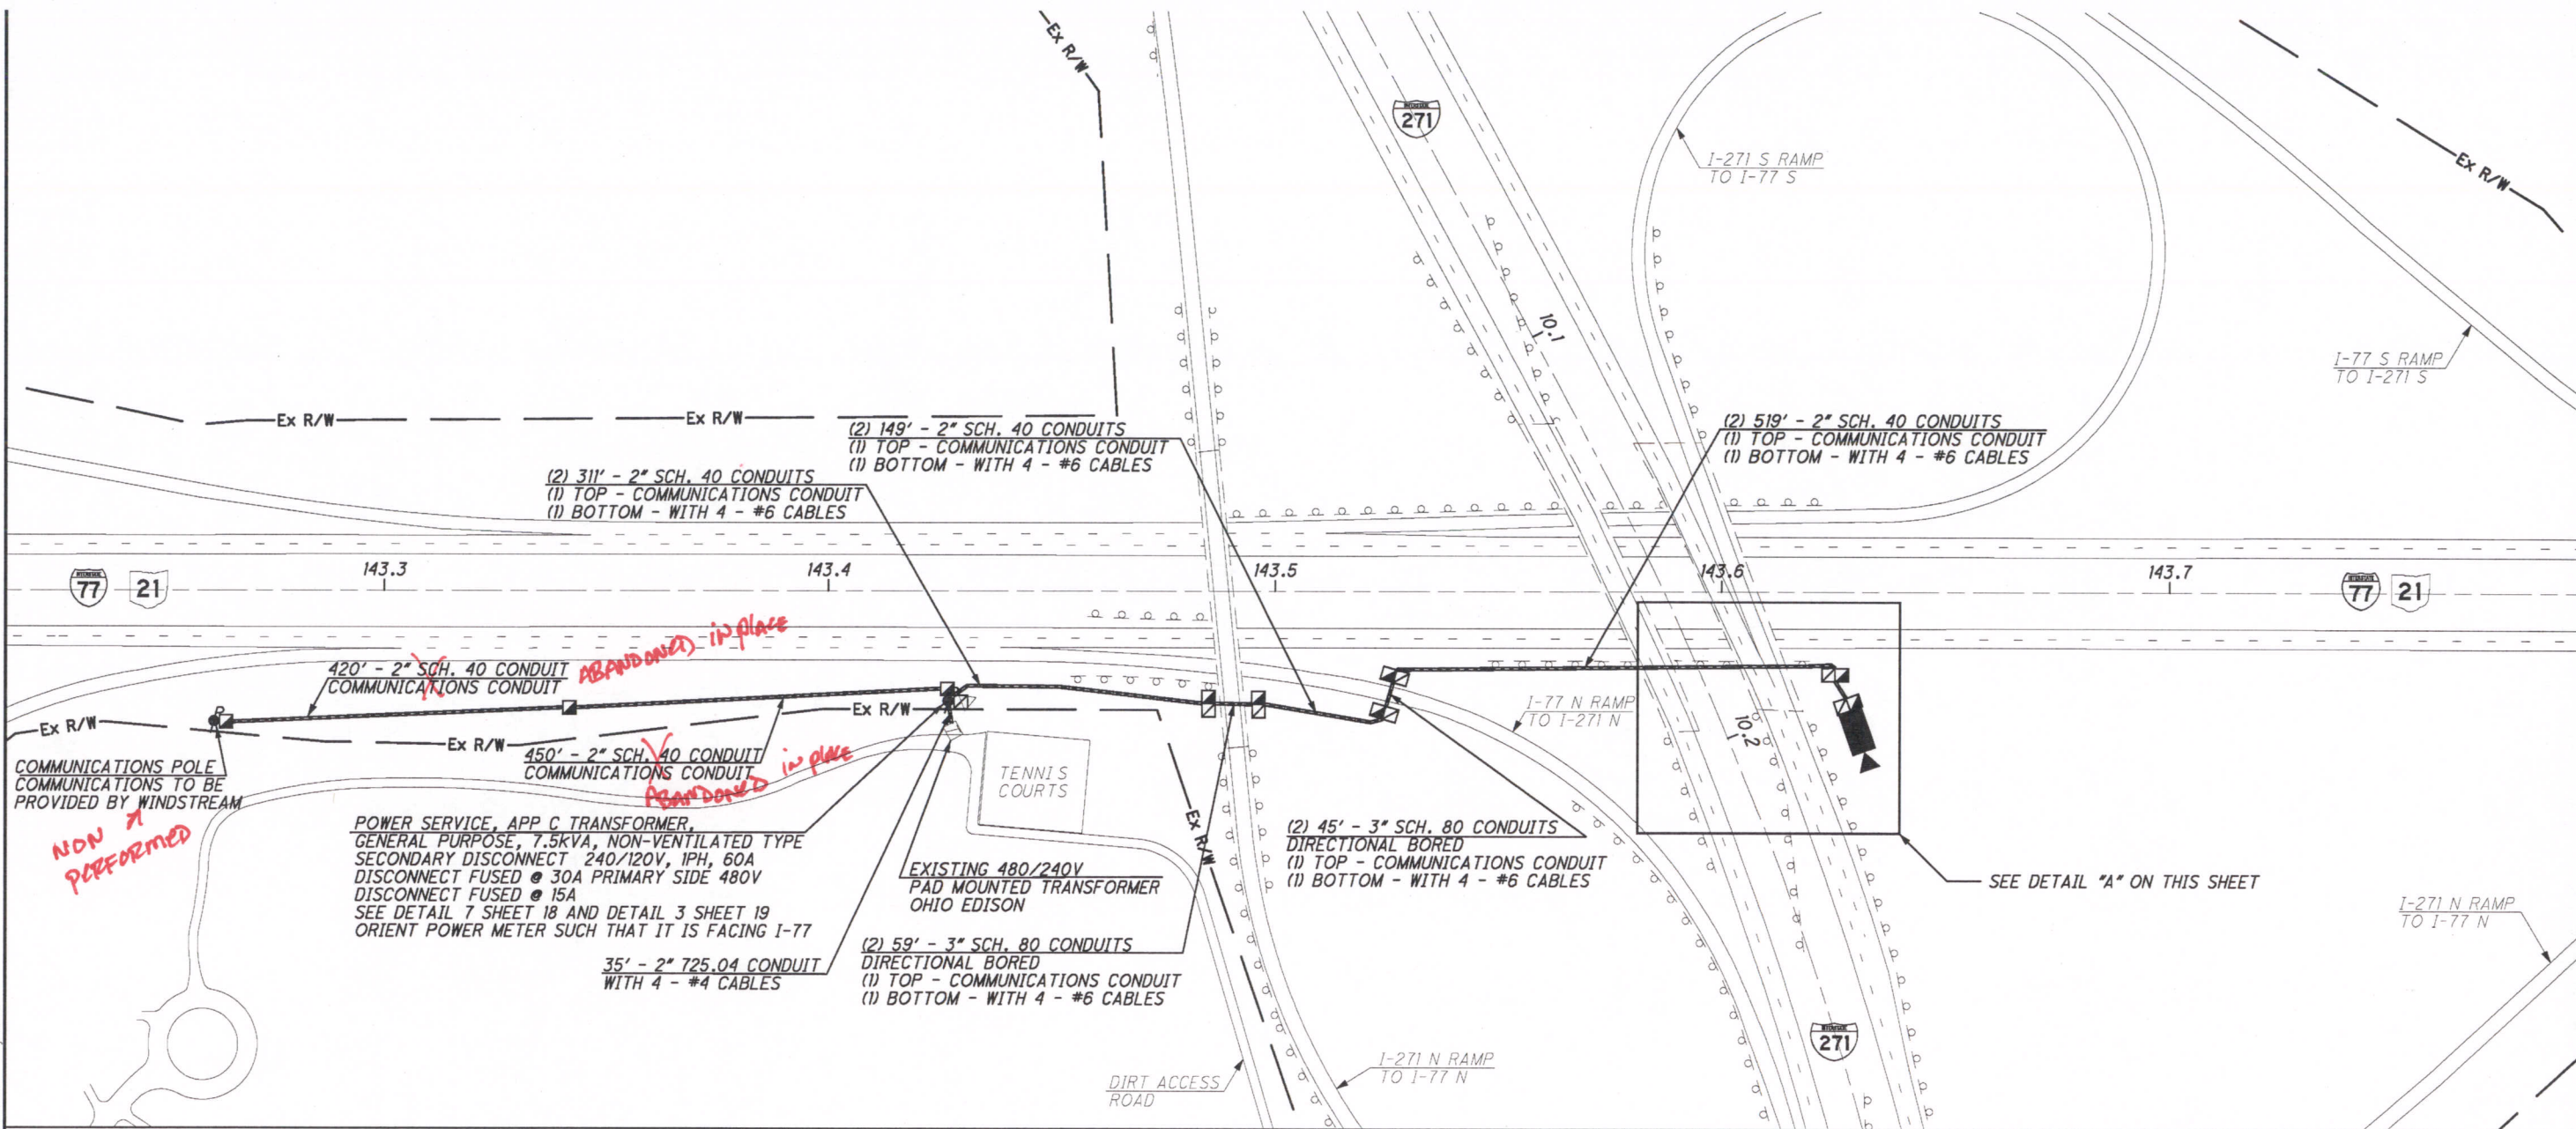 Ex R/W
INTERSTATE
271
I-271 S RAMP
TO I-77 S
Ex R/W
10.1
I-77 S RAMP
TO I-271 S
Ex R/W
Ex R/W
(2) 149' - 2" SCH. 40 CONDUITS
(1) TOP - COMMUNICATIONS CONDUIT
(1) BOTTOM - WITH 4 - #6 CABLES
(2) 519' - 2" SCH. 40 CONDUITS
(1) TOP - COMMUNICATIONS CONDUIT
(1) BOTTOM - WITH 4 - #6 CABLES
(2) 311' - 2" SCH. 40 CONDUITS
(1) TOP - COMMUNICATIONS CONDUIT
(1) BOTTOM - WITH 4 - #6 CABLES
143.3
143.4
143.5
143.6
143.7
INTERSTATE
77
21
INTERSTATE
77
21
420' - 2" SCH. 40 CONDUIT
COMMUNICATIONS CONDUIT
ABANDONED in place
Ex R/W
Ex R/W
Ex R/W
I-77 N RAMP
TO I-271 N
10.2
450' - 2" SCH. 40 CONDUIT
COMMUNICATIONS CONDUIT
ABANDONED in place
COMMUNICATIONS POLE
COMMUNICATIONS TO BE
PROVIDED BY WINDSTREAM
NON
PERFORMED
TENNIS
COURTS
Ex R/W
POWER SERVICE, APP C TRANSFORMER,
GENERAL PURPOSE, 7.5kVA, NON-VENTILATED TYPE
SECONDARY DISCONNECT 240/120V, 1PH, 60A
DISCONNECT FUSED @ 30A PRIMARY SIDE 480V
DISCONNECT FUSED @ 15A
SEE DETAIL 7 SHEET 18 AND DETAIL 3 SHEET 19
ORIENT POWER METER SUCH THAT IT IS FACING I-77
EXISTING 480/240V
PAD MOUNTED TRANSFORMER
OHIO EDISON
(2) 45' - 3" SCH. 80 CONDUITS
DIRECTIONAL BORED
(1) TOP - COMMUNICATIONS CONDUIT
(1) BOTTOM - WITH 4 - #6 CABLES
SEE DETAIL "A" ON THIS SHEET
I-271 N RAMP
TO I-77 N
35' - 2" 725.04 CONDUIT
WITH 4 - #4 CABLES
(2) 59' - 3" SCH. 80 CONDUITS
DIRECTIONAL BORED
(1) TOP - COMMUNICATIONS CONDUIT
(1) BOTTOM - WITH 4 - #6 CABLES
INTERSTATE
271
DIRT ACCESS
ROAD
I-271 N RAMP
TO I-77 N